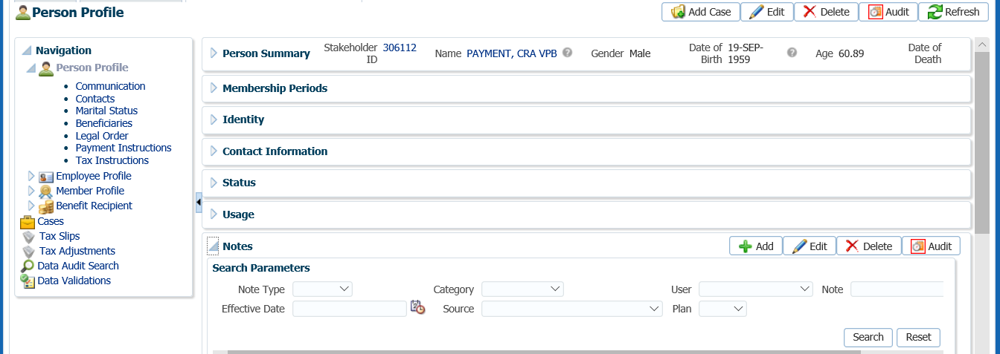 Person Profile
Add Case Edit Delete Audit Refresh
Navigation
Person Profile
Communication
Contacts
Marital Status
Beneficiaries
Legal Order
Payment Instructions
Tax Instructions
Employee Profile
Member Profile
Benefit Recipient
Cases
Tax Slips
Tax Adjustments
Data Audit Search
Data Validations
Person Summary Stakeholder ID 306112 Name PAYMENT, CRA VPB Gender Male Date of Birth 19-SEP-1959 Age 60.89 Date of Death
Membership Periods
Identity
Contact Information
Status
Usage
Notes Add Edit Delete Audit
Search Parameters
Note Type Category User Note
Effective Date Source Plan
Search Reset